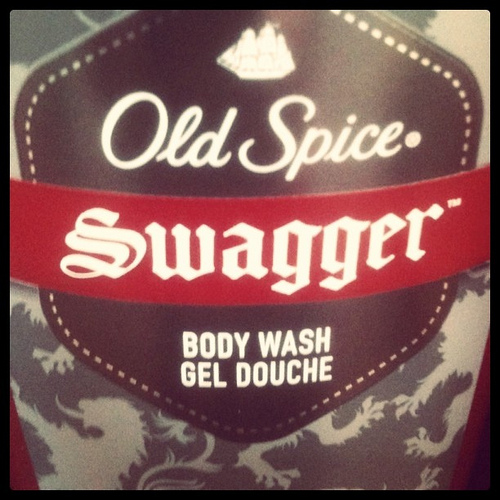 Old Spice
Swagger™
BODY WASH
GEL DOUCHE